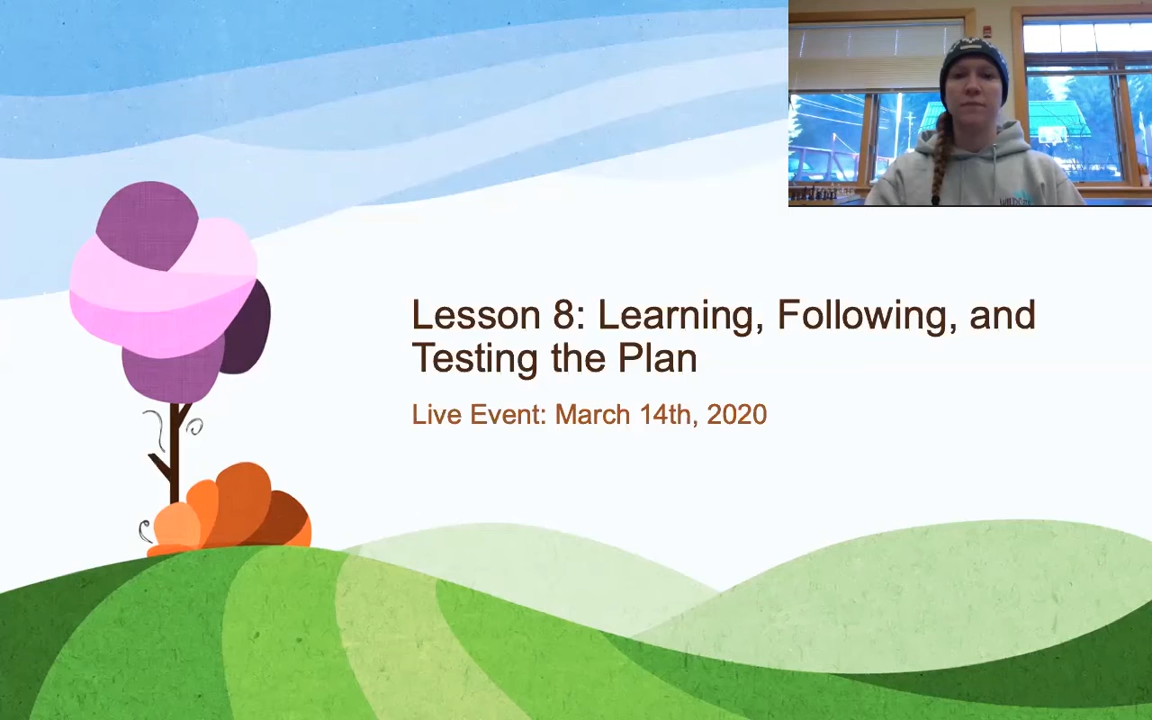 Lesson 8: Learning, Following, and
Testing the Plan
Live Event: March 14th, 2020